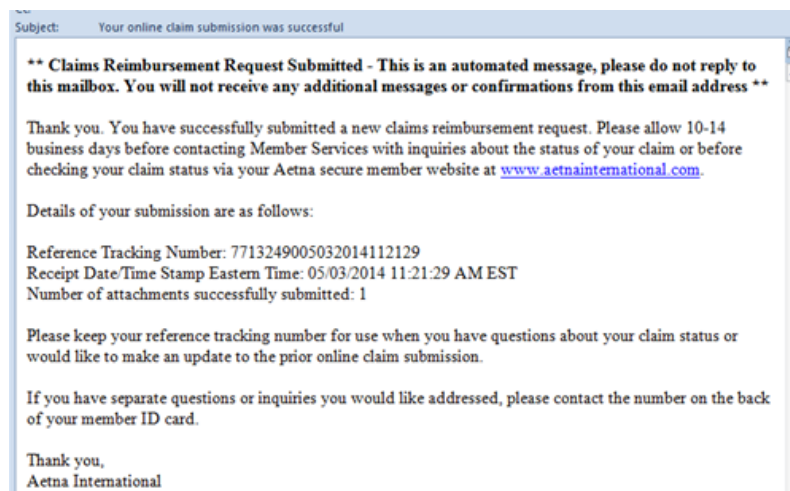 Subject: Your online claim submission was successful
** Claims Reimbursement Request Submitted - This is an automated message, please do not reply to
this mailbox. You will not receive any additional messages or confirmations from this email address **
Thank you. You have successfully submitted a new claims reimbursement request. Please allow 10-14
business days before contacting Member Services with inquiries about the status of your claim or before
checking your claim status via your Aetna secure member website at www.aetnainternational.com.
Details of your submission are as follows:
Reference Tracking Number: 7713249005032014112129
Receipt Date/Time Stamp Eastern Time: 05/03/2014 11:21:29 AM EST
Number of attachments successfully submitted: 1
Please keep your reference tracking number for use when you have questions about your claim status or
would like to make an update to the prior online claim submission.
If you have separate questions or inquiries you would like addressed, please contact the number on the back
of your member ID card.
Thank you,
Aetna International